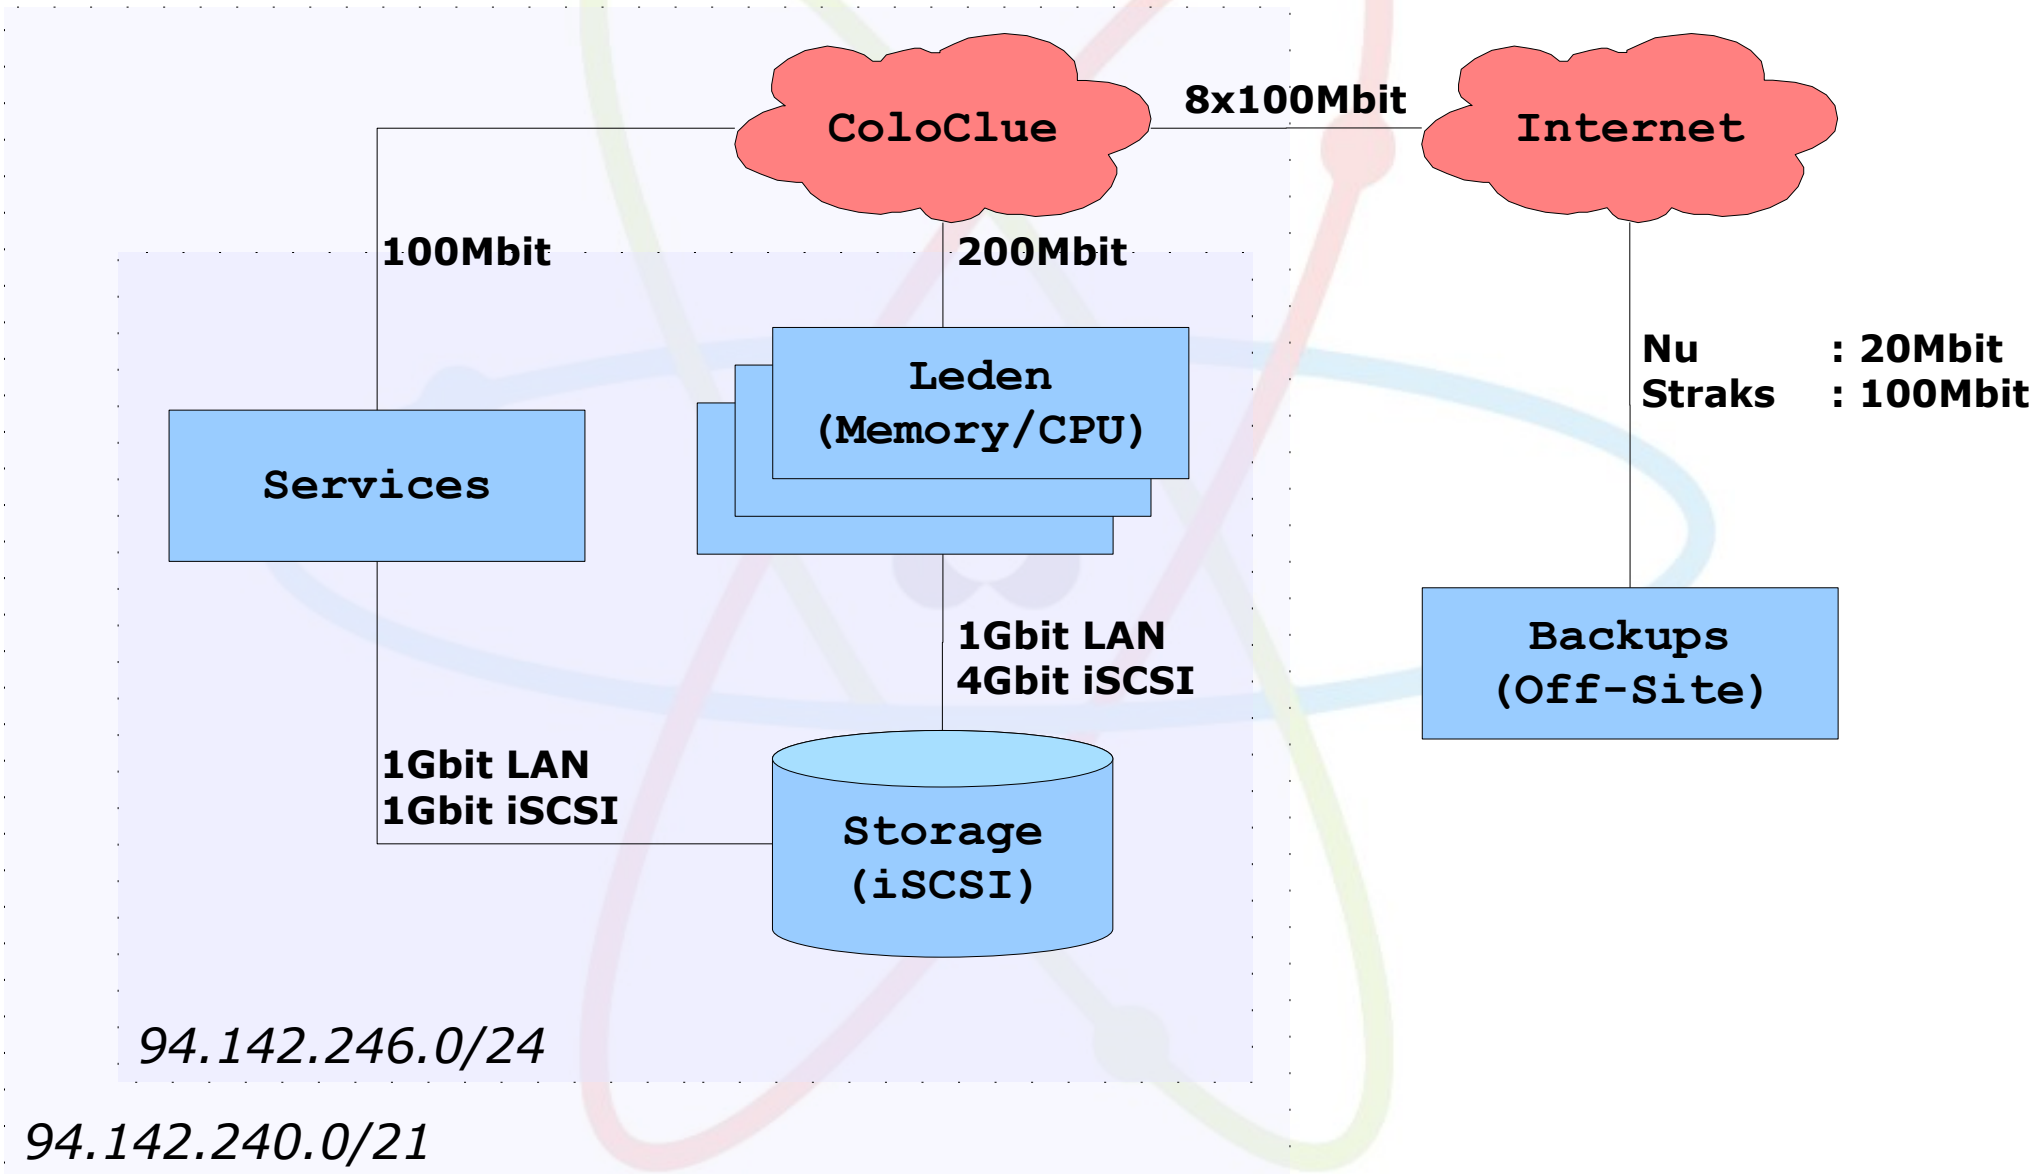 ColoClue
8x100Mbit
Internet
100Mbit
200Mbit
Nu : 20Mbit
Straks : 100Mbit
Leden
(Memory/CPU)
Services
1Gbit LAN
4Gbit iSCSI
Backups
(Off-Site)
1Gbit LAN
1Gbit iSCSI
Storage
(iSCSI)
94.142.246.0/24
94.142.240.0/21